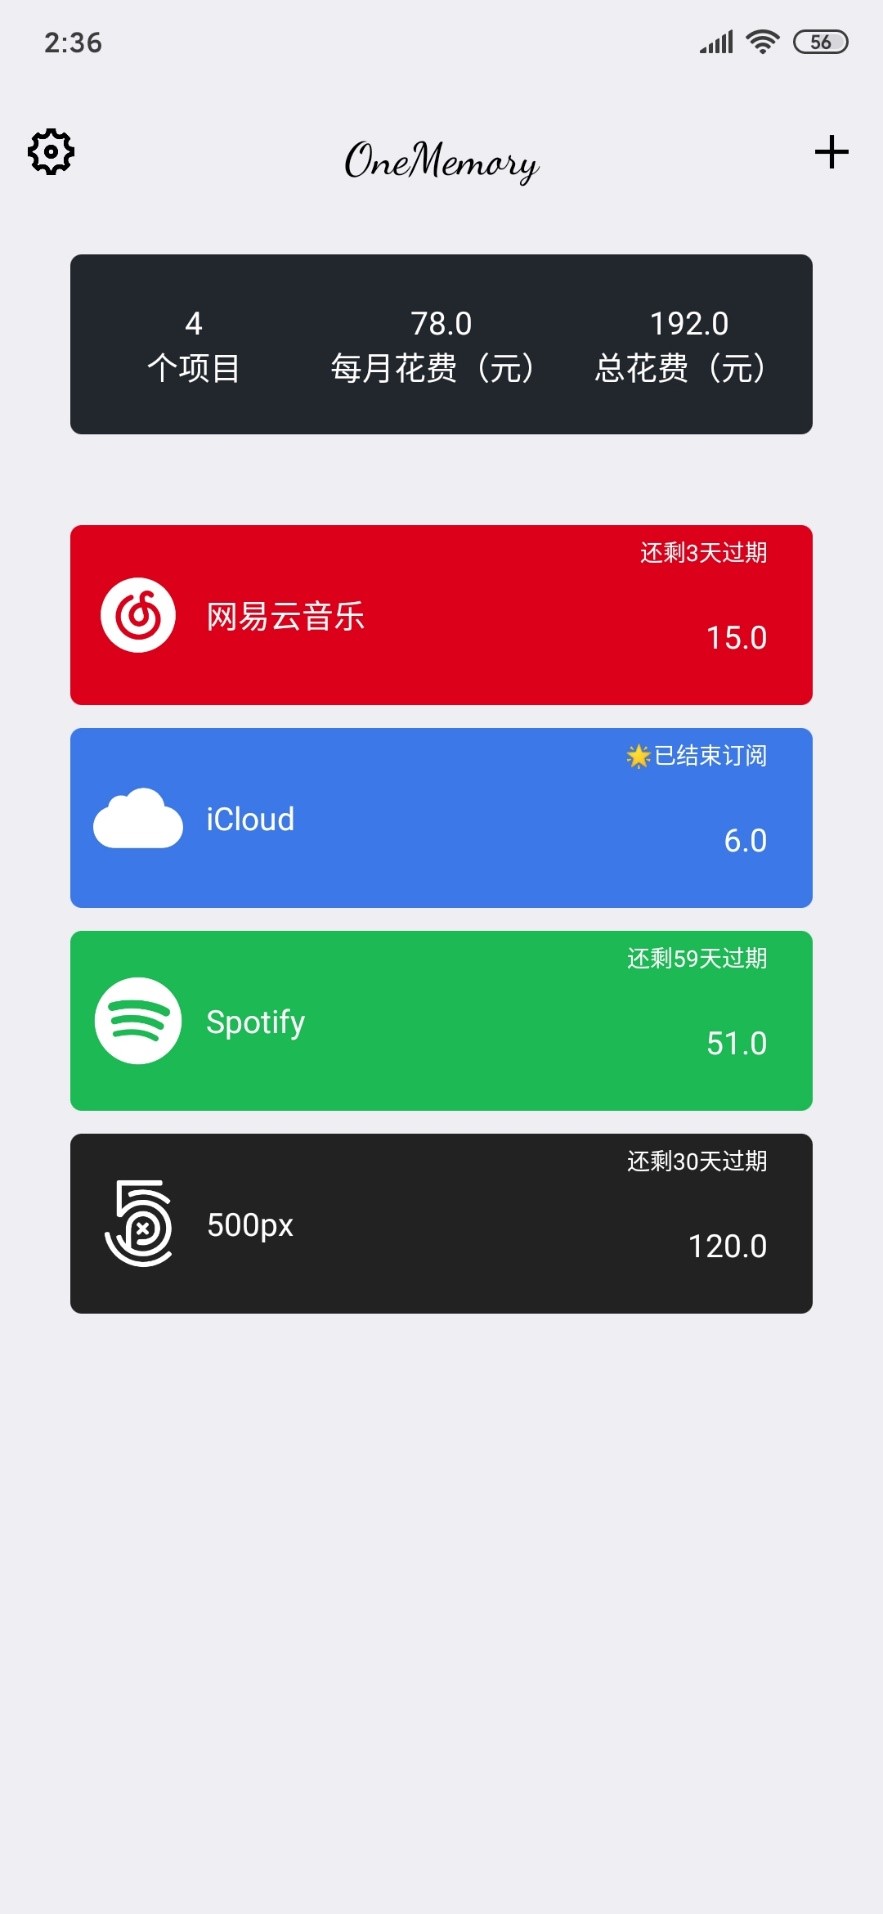 2:36
56
OneMemory
4
78.0
192.0
个项目
每月花费（元）
总花费（元）
还剩3天过期
网易云音乐
15.0
🌟已结束订阅
iCloud
6.0
还剩59天过期
Spotify
51.0
还剩30天过期
500px
120.0